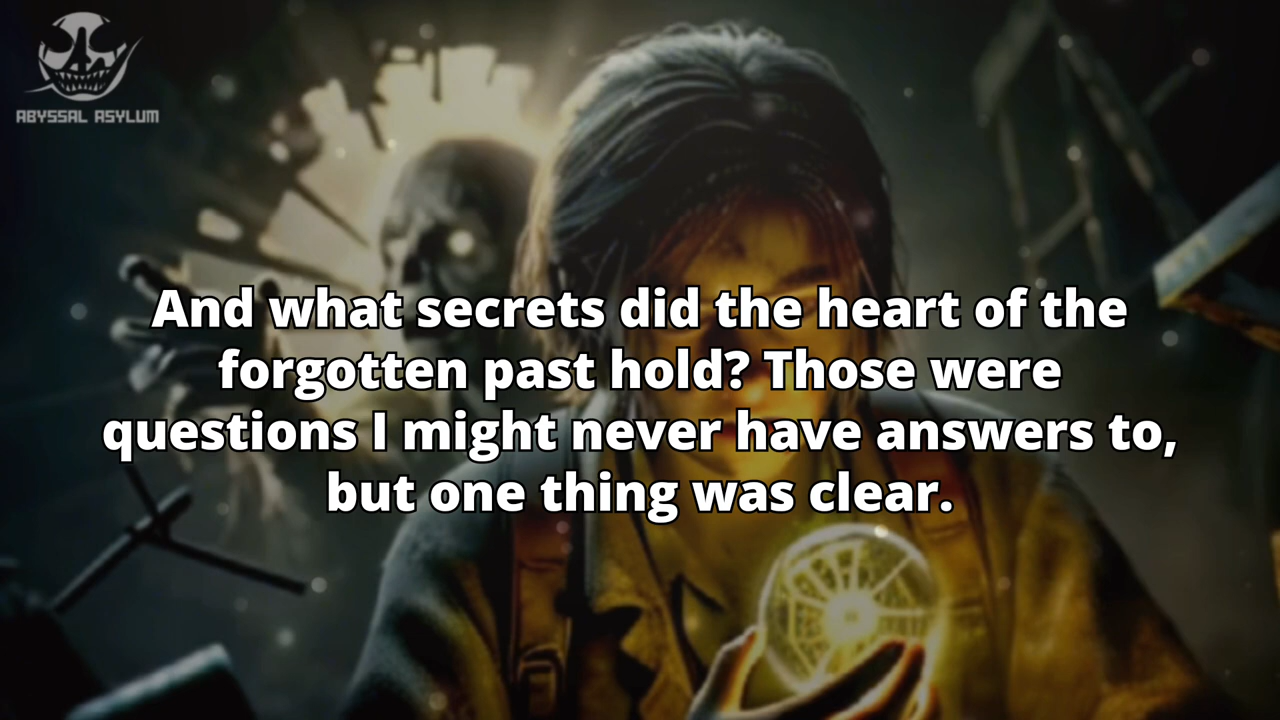 ABYSSAL ASYLUM
And what secrets did the heart of the
forgotten past hold? Those were
questions I might never have answers to,
but one thing was clear.